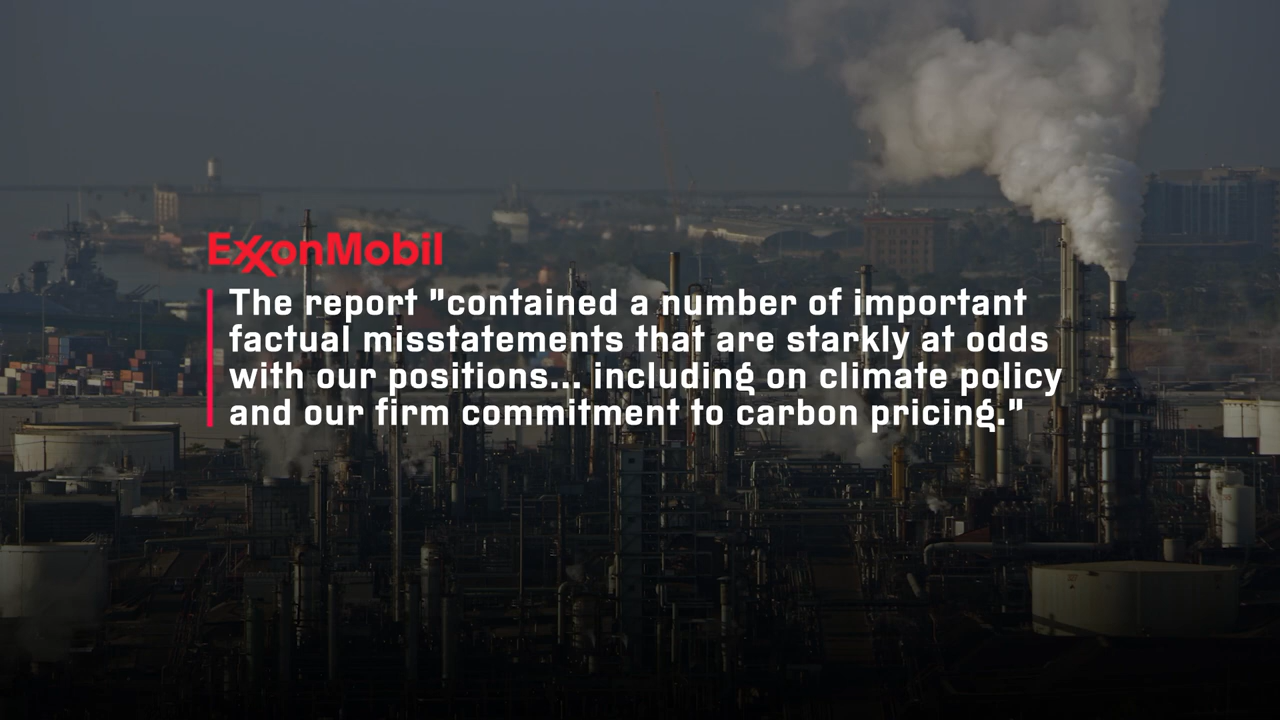 ExxonMobil
The report "contained a number of important
factual misstatements that are starkly at odds
with our positions... including on climate policy
and our firm commitment to carbon pricing."